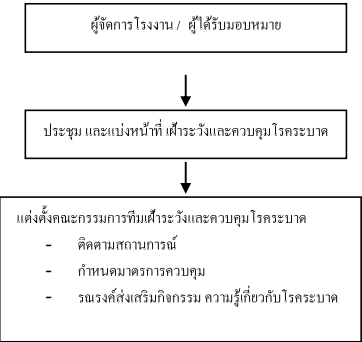 ผู้จัดการโรงงาน / ผู้ได้รับมอบหมาย
ประชุม และแบ่งหน้าที่ เฝ้าระวังและควบคุมโรคระบาด
แต่งตั้งคณะกรรมการทีมเฝ้าระวังและควบคุมโรคระบาด
- ติดตามสถานการณ์
- กำหนดมาตรการควบคุม
- รณรงค์ส่งเสริมกิจกรรม ความรู้เกี่ยวกับโรคระบาด